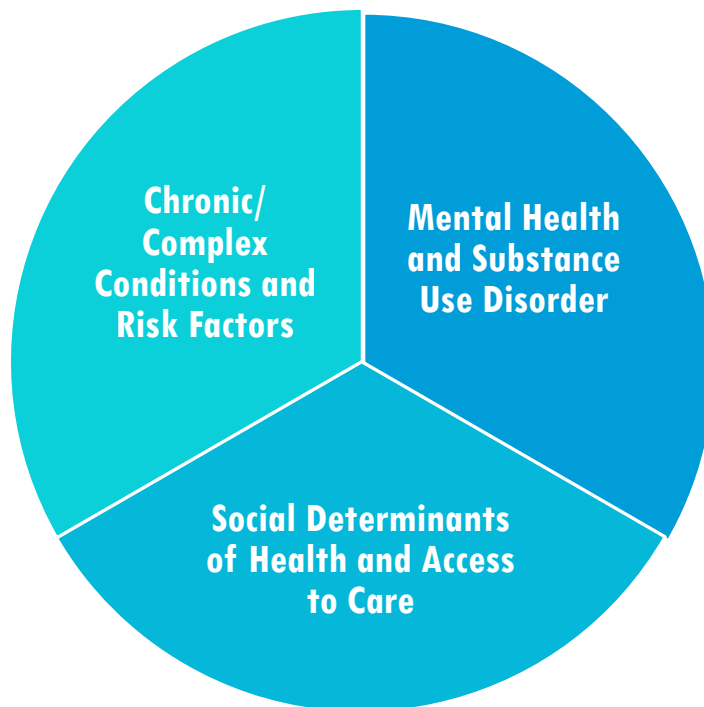 Chronic/
Complex
Conditions and
Risk Factors
Mental Health
and Substance
Use Disorder
Social Determinants
of Health and Access
to Care